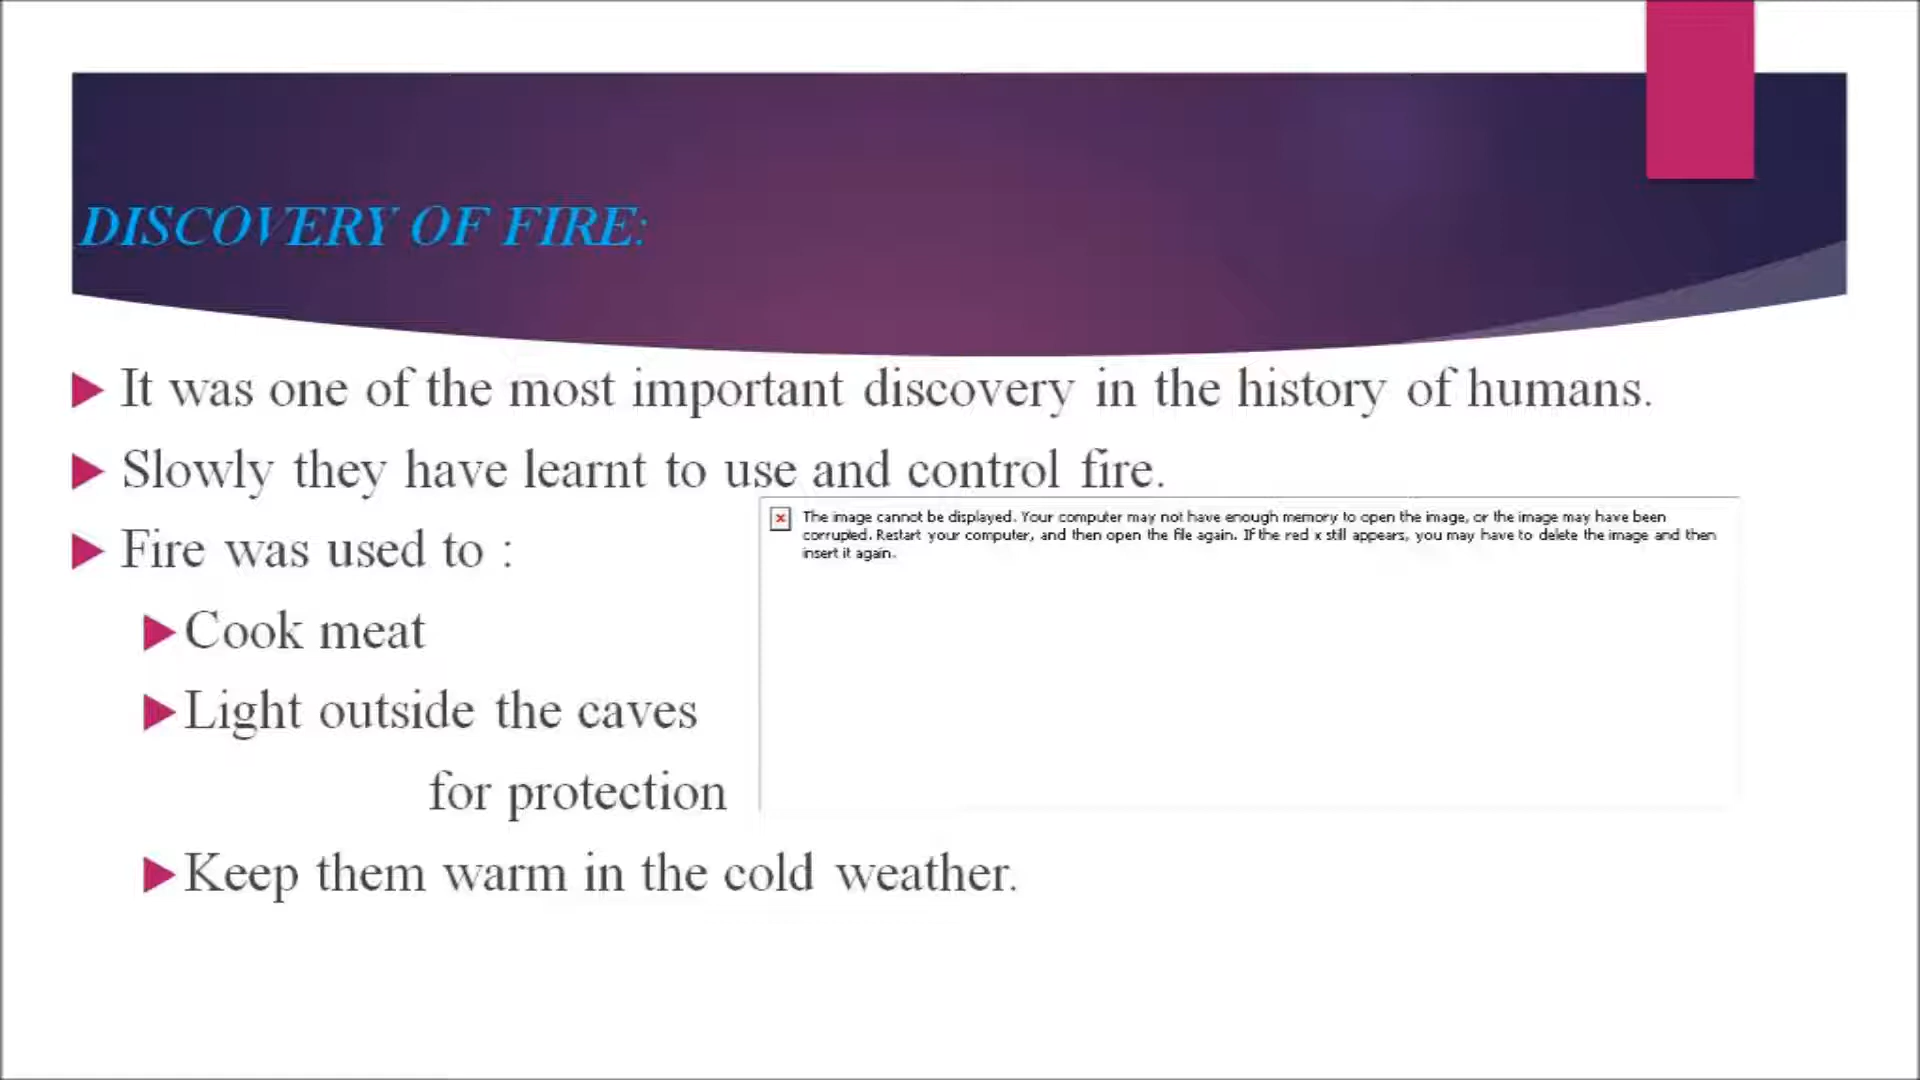 DISCOVERY OF FIRE:
It was one of the most important discovery in the history of humans.
Slowly they have learnt to use and control fire.
Fire was used to :
Cook meat
Light outside the caves
for protection
Keep them warm in the cold weather.
The image cannot be displayed. Your computer may not have enough memory to open the image, or the image may have been
corrupted. Restart your computer, and then open the file again. If the red x still appears, you may have to delete the image and then
insert it again.